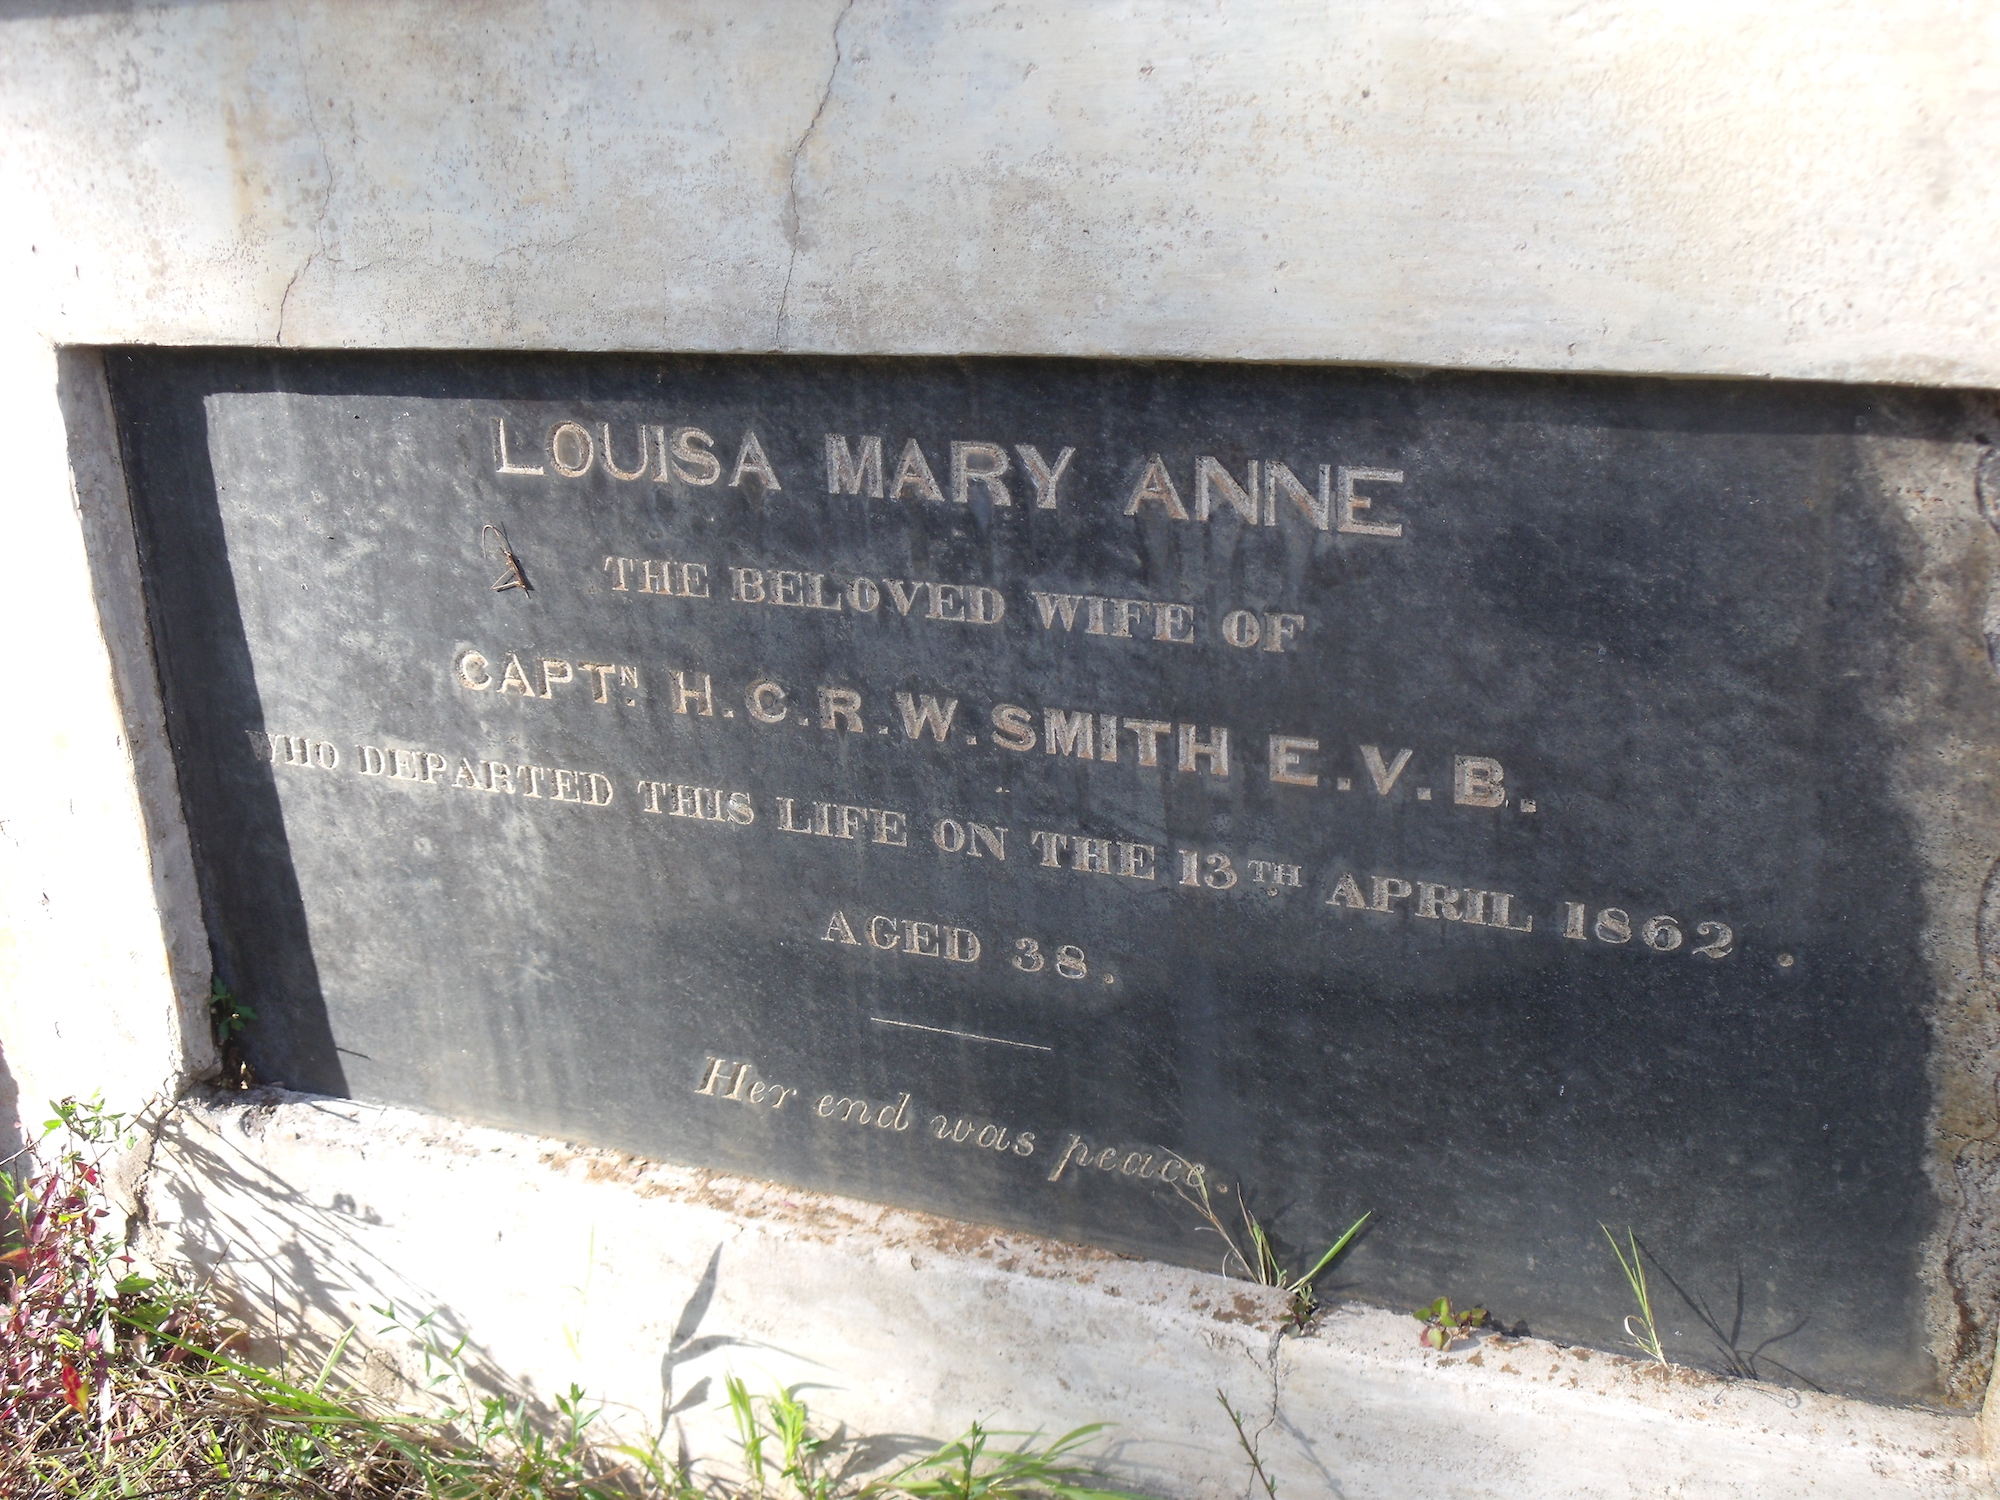 LOUISA MARY ANNE
THE BELOVED WIFE OF
CAPTN. H.C.R.W. SMITH E.V.B.
WHO DEPARTED THIS LIFE ON THE 13TH APRIL 1862.
AGED 38.
Her end was peace.